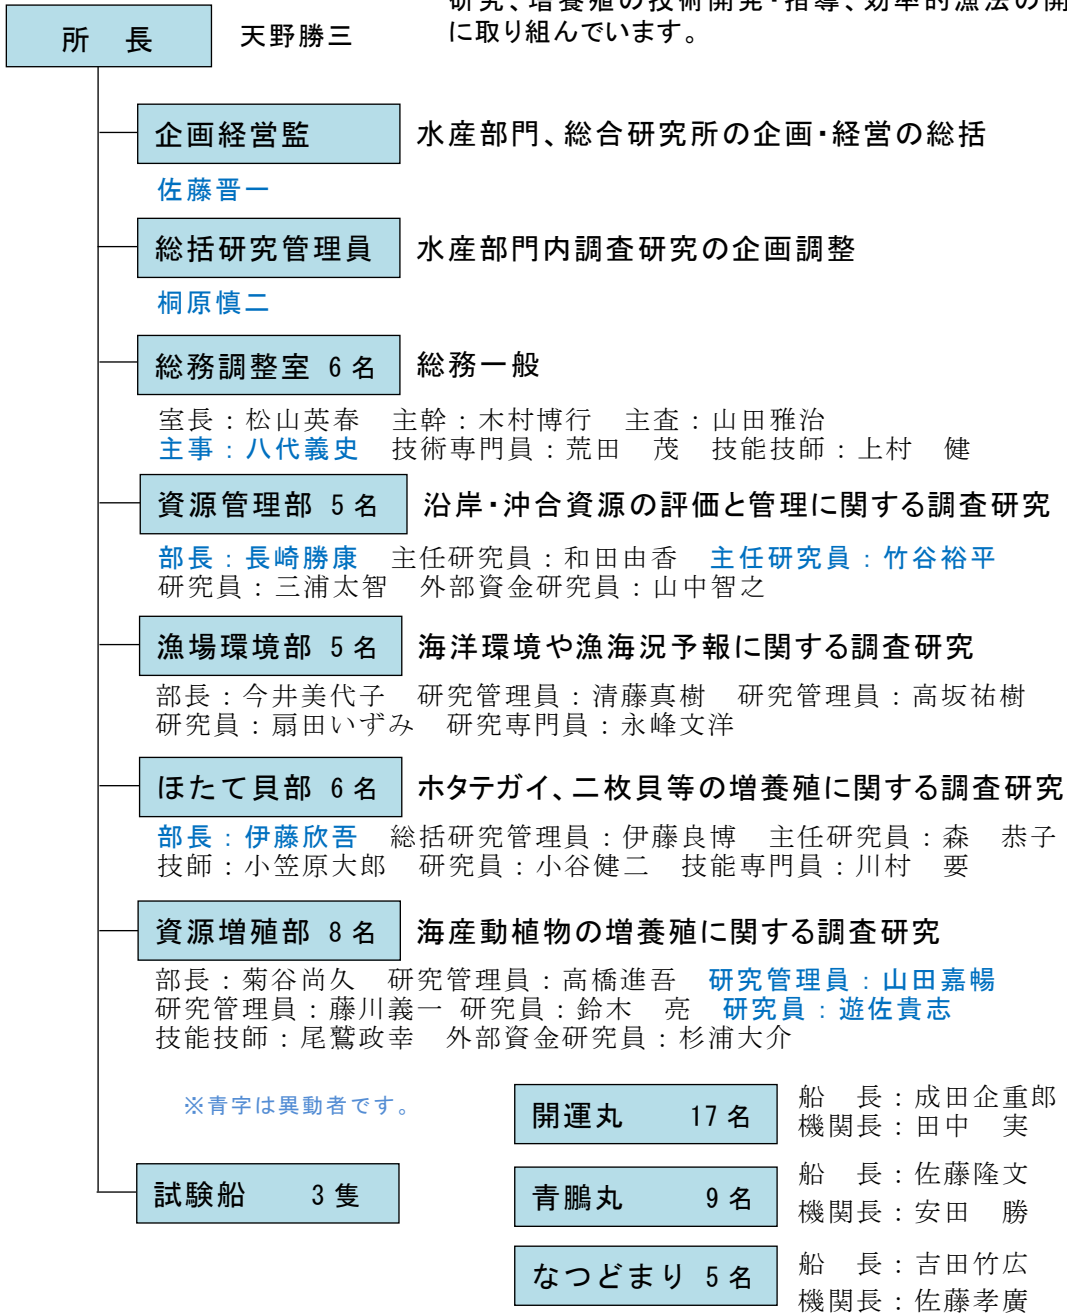 研究、増養殖の技術開発・指導、効率的漁法の開
に取り組んでいます。
所　長　天野勝三
企画経営監　水産部門、総合研究所の企画・経営の総括
佐藤晋一
総括研究管理員　水産部門内調査研究の企画調整
桐原慎二
総務調整室 6名　総務一般
室長：松山英春　主幹：木村博行　主査：山田雅治
主事：八代義史　技術専門員：荒田　茂　技能技師：上村　健
資源管理部 5名　沿岸・沖合資源の評価と管理に関する調査研究
部長：長崎勝康　主任研究員：和田由香　主任研究員：竹谷裕平
研究員：三浦太智　外部資金研究員：山中智之
漁場環境部 5名　海洋環境や漁海況予報に関する調査研究
部長：今井美代子　研究管理員：清藤真樹　研究管理員：高坂祐樹
研究員：扇田いずみ　研究専門員：永峰文洋
ほたて貝部 6名　ホタテガイ、二枚貝等の増養殖に関する調査研究
部長：伊藤欣吾　総括研究管理員：伊藤良博　主任研究員：森　恭子
技師：小笠原大郎　研究員：小谷健二　技能専門員：川村　要
資源増殖部 8名　海産動植物の増養殖に関する調査研究
部長：菊谷尚久　研究管理員：高橋進吾　研究管理員：山田嘉暢
研究管理員：藤川義一 研究員：鈴木　亮　研究員：遊佐貴志
技能技師：尾鷲政幸　外部資金研究員：杉浦大介
※青字は異動者です。
開運丸　17名　船　長：成田企重郎
機関長：田中　実
試験船　3隻
青鵬丸　9名　船　長：佐藤隆文
機関長：安田　勝
なつどまり 5名　船　長：吉田竹広
機関長：佐藤孝廣